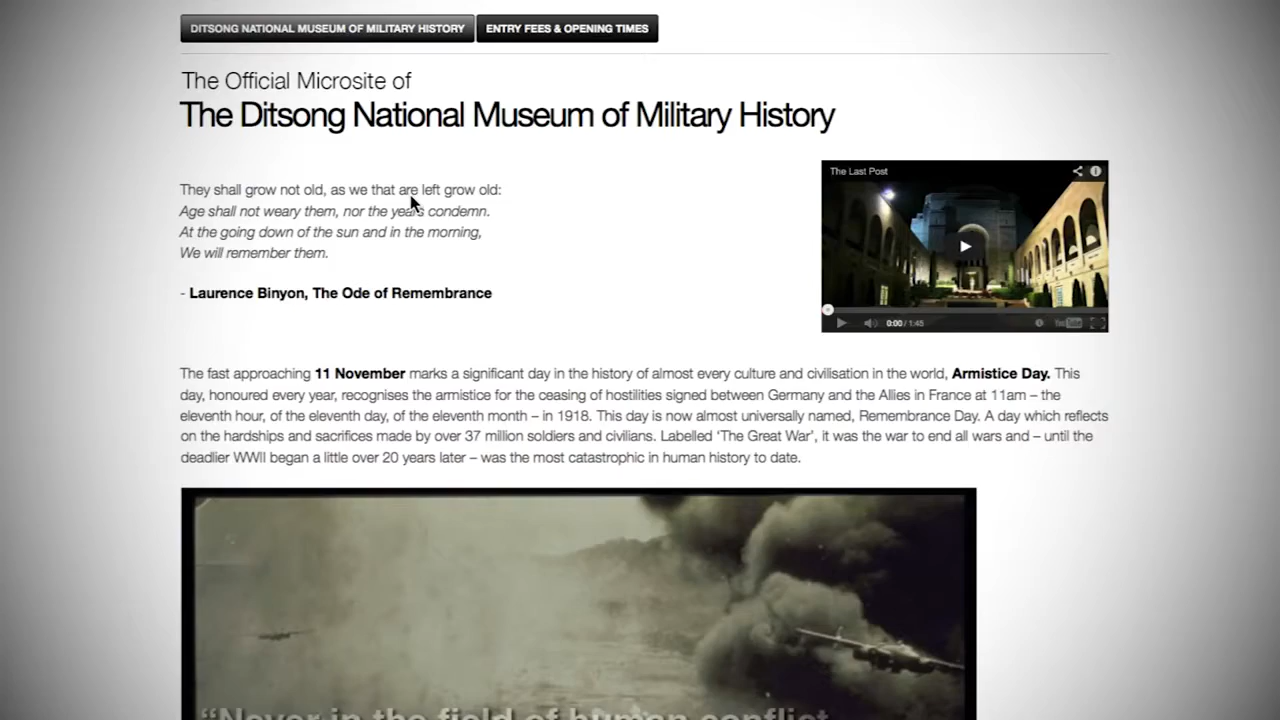 DITSONG NATIONAL MUSEUM OF MILITARY HISTORY
ENTRY FEES & OPENING TIMES
The Official Microsite of
The Ditsong National Museum of Military History
They shall grow not old, as we that are left grow old:
Age shall not weary them, nor the years condemn.
At the going down of the sun and in the morning,
We will remember them.
- Laurence Binyon, The Ode of Remembrance
The Last Post
0:00 / 1:45
YouTube
The fast approaching 11 November marks a significant day in the history of almost every culture and civilisation in the world, Armistice Day. This
day, honoured every year, recognises the armistice for the ceasing of hostilities signed between Germany and the Allies in France at 11am – the
eleventh hour, of the eleventh day, of the eleventh month – in 1918. This day is now almost universally named, Remembrance Day. A day which reflects
on the hardships and sacrifices made by over 37 million soldiers and civilians. Labelled ‘The Great War’, it was the war to end all wars and – until the
deadlier WWII began a little over 20 years later – was the most catastrophic in human history to date.
“Never in the field of human conflict